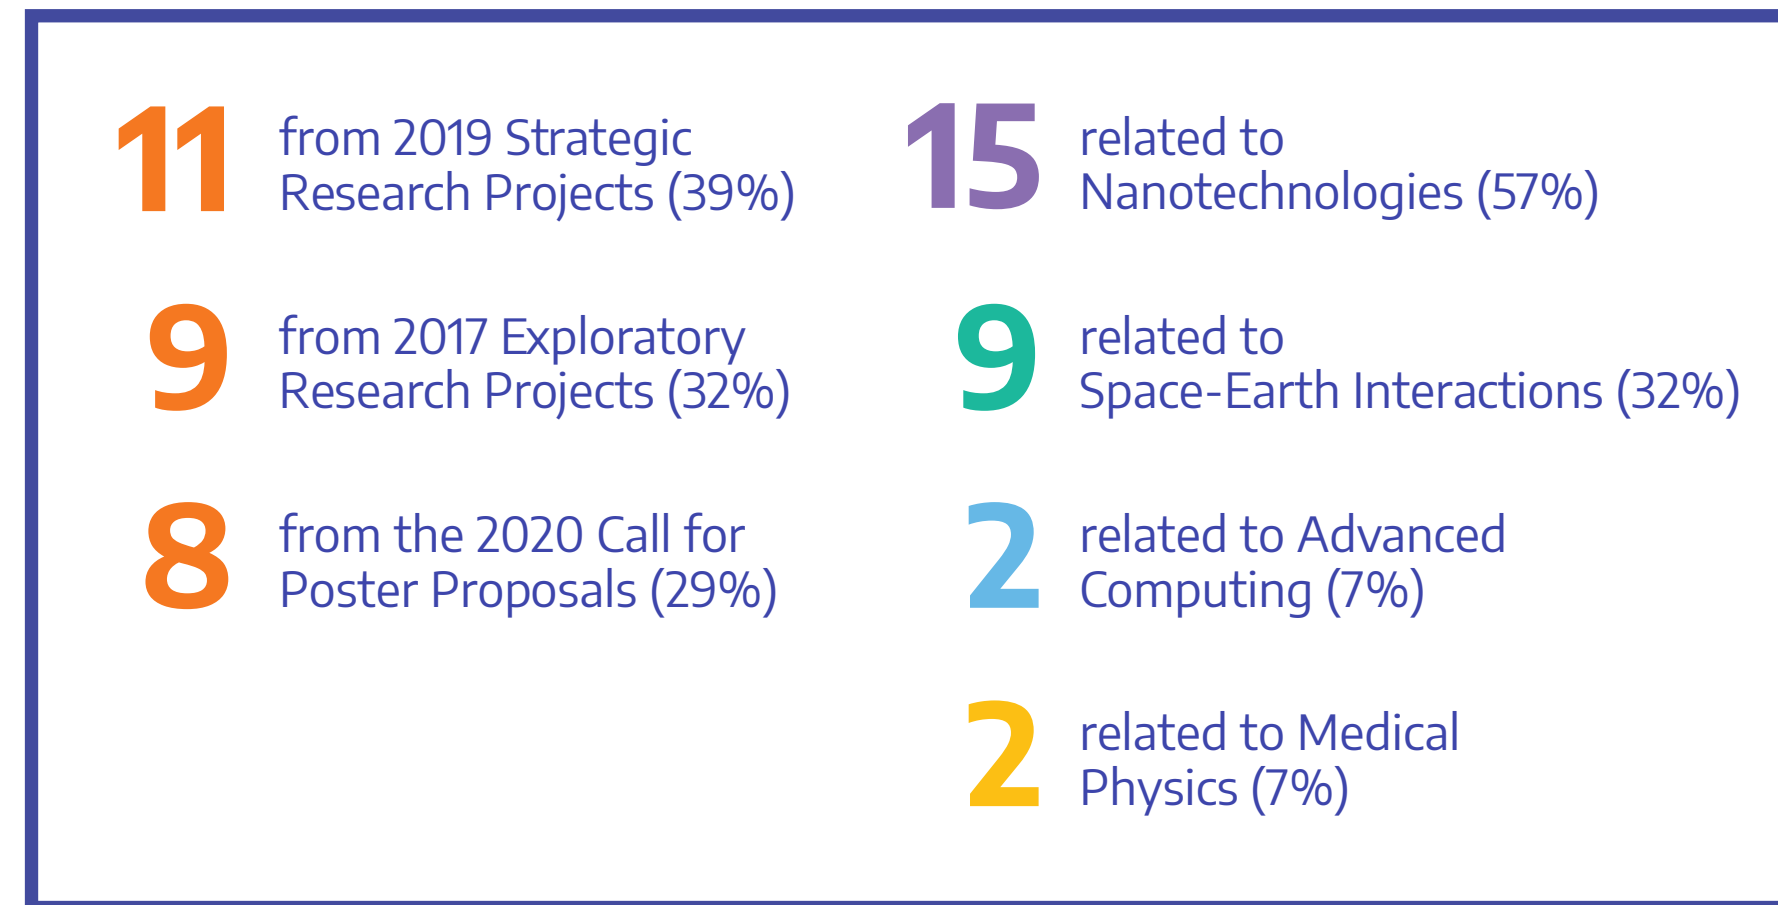 11
from 2019 Strategic
Research Projects (39%)
9
from 2017 Exploratory
Research Projects (32%)
8
from the 2020 Call for
Poster Proposals (29%)
15
related to
Nanotechnologies (57%)
9
related to
Space-Earth Interactions (32%)
2
related to Advanced
Computing (7%)
2
related to Medical
Physics (7%)